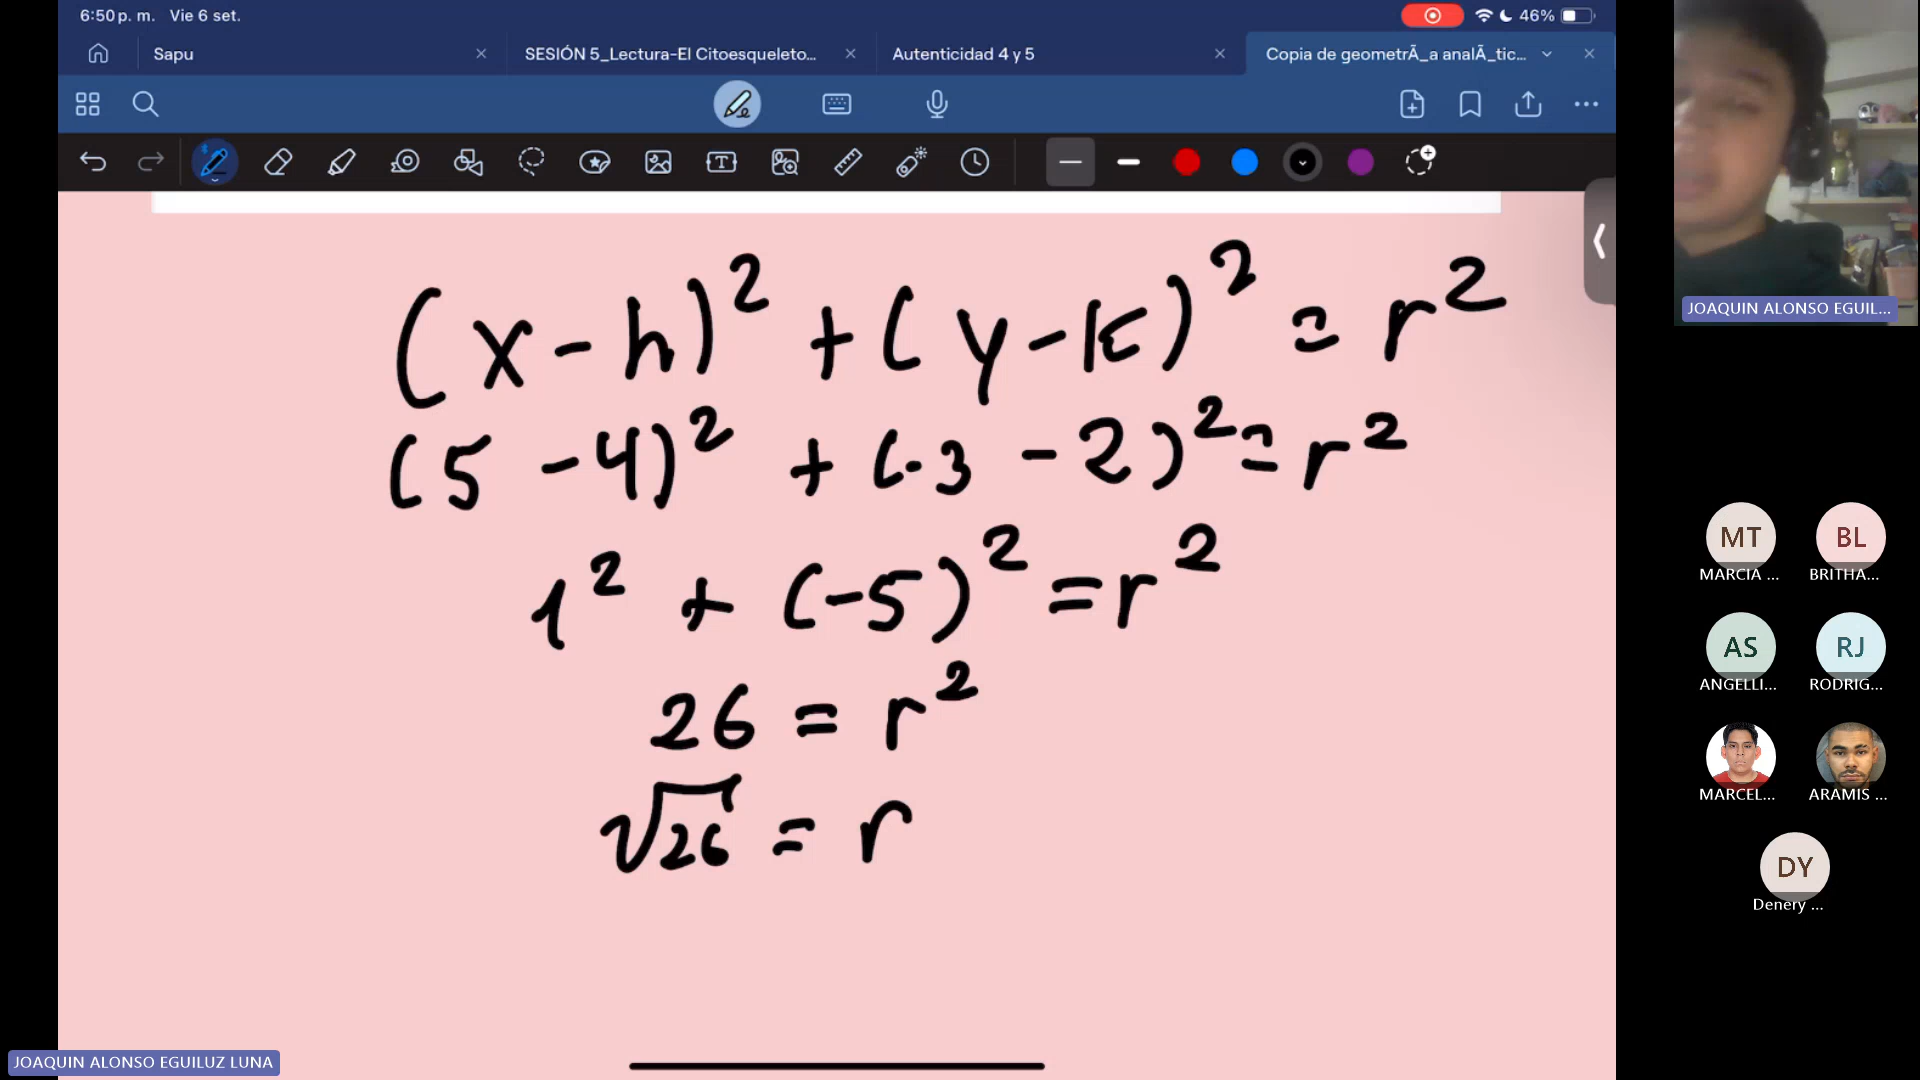 6:50 p. m. Vie 6 set.
46%
Sapu
SESIÓN 5_Lectura-El Citoesqueleto...
Autenticidad 4 y 5
Copia de geometrÃ_a analÃ_tic...
(x - h)² + (y - k)² = r²
(5 - 4)² + (-3 - 2)² = r²
1² + (-5)² = r²
26 = r²
√26 = r
JOAQUIN ALONSO EGUIL...
MT
BL
MARCIA ...
BRITHA...
AS
RJ
ANGELLI...
RODRIG...
MARCEL...
ARAMIS ...
DY
Denery ...
JOAQUIN ALONSO EGUILUZ LUNA